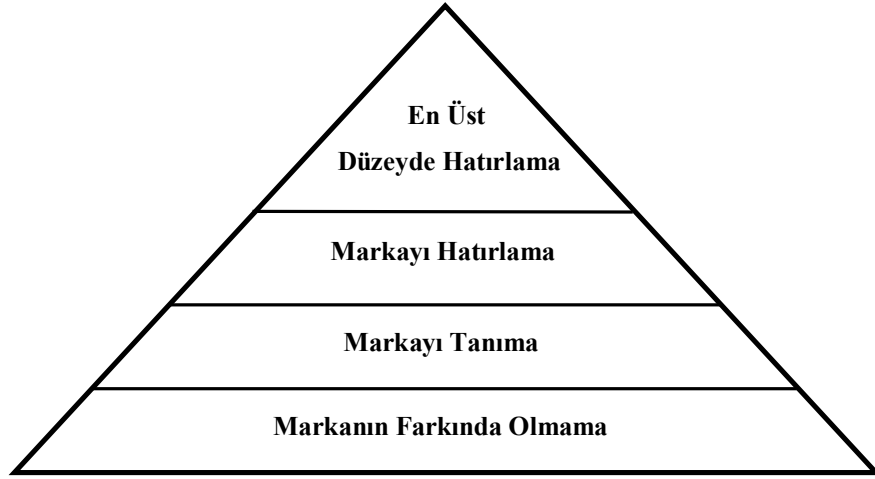 En Üst
Düzeyde Hatırlama
Markayı Hatırlama
Markayı Tanıma
Markanın Farkında Olmama